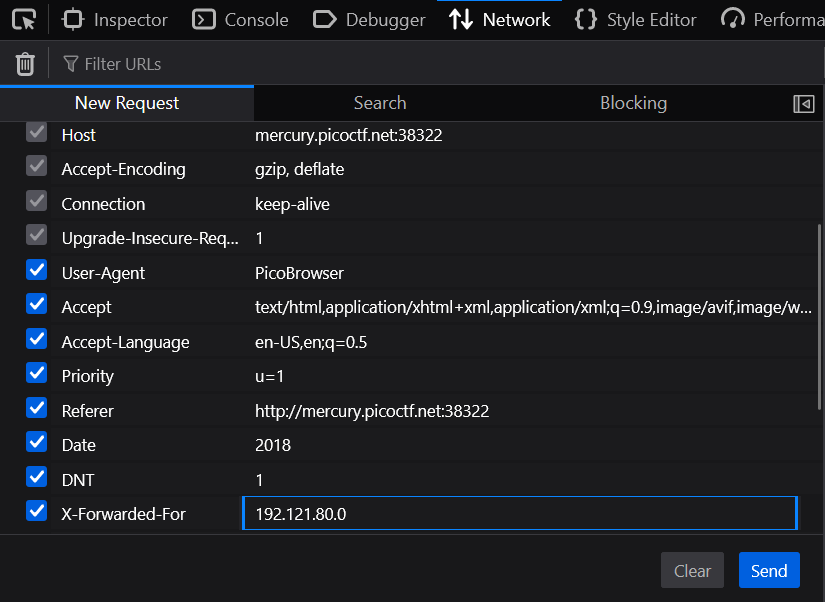 Inspector Console Debugger Network Style Editor Performa
Filter URLs
New Request Search Blocking
Host mercury.picoctf.net:38322
Accept-Encoding gzip, deflate
Connection keep-alive
Upgrade-Insecure-Req... 1
User-Agent PicoBrowser
Accept text/html,application/xhtml+xml,application/xml;q=0.9,image/avif,image/w...
Accept-Language en-US,en;q=0.5
Priority u=1
Referer http://mercury.picoctf.net:38322
Date 2018
DNT 1
X-Forwarded-For 192.121.80.0
Clear Send